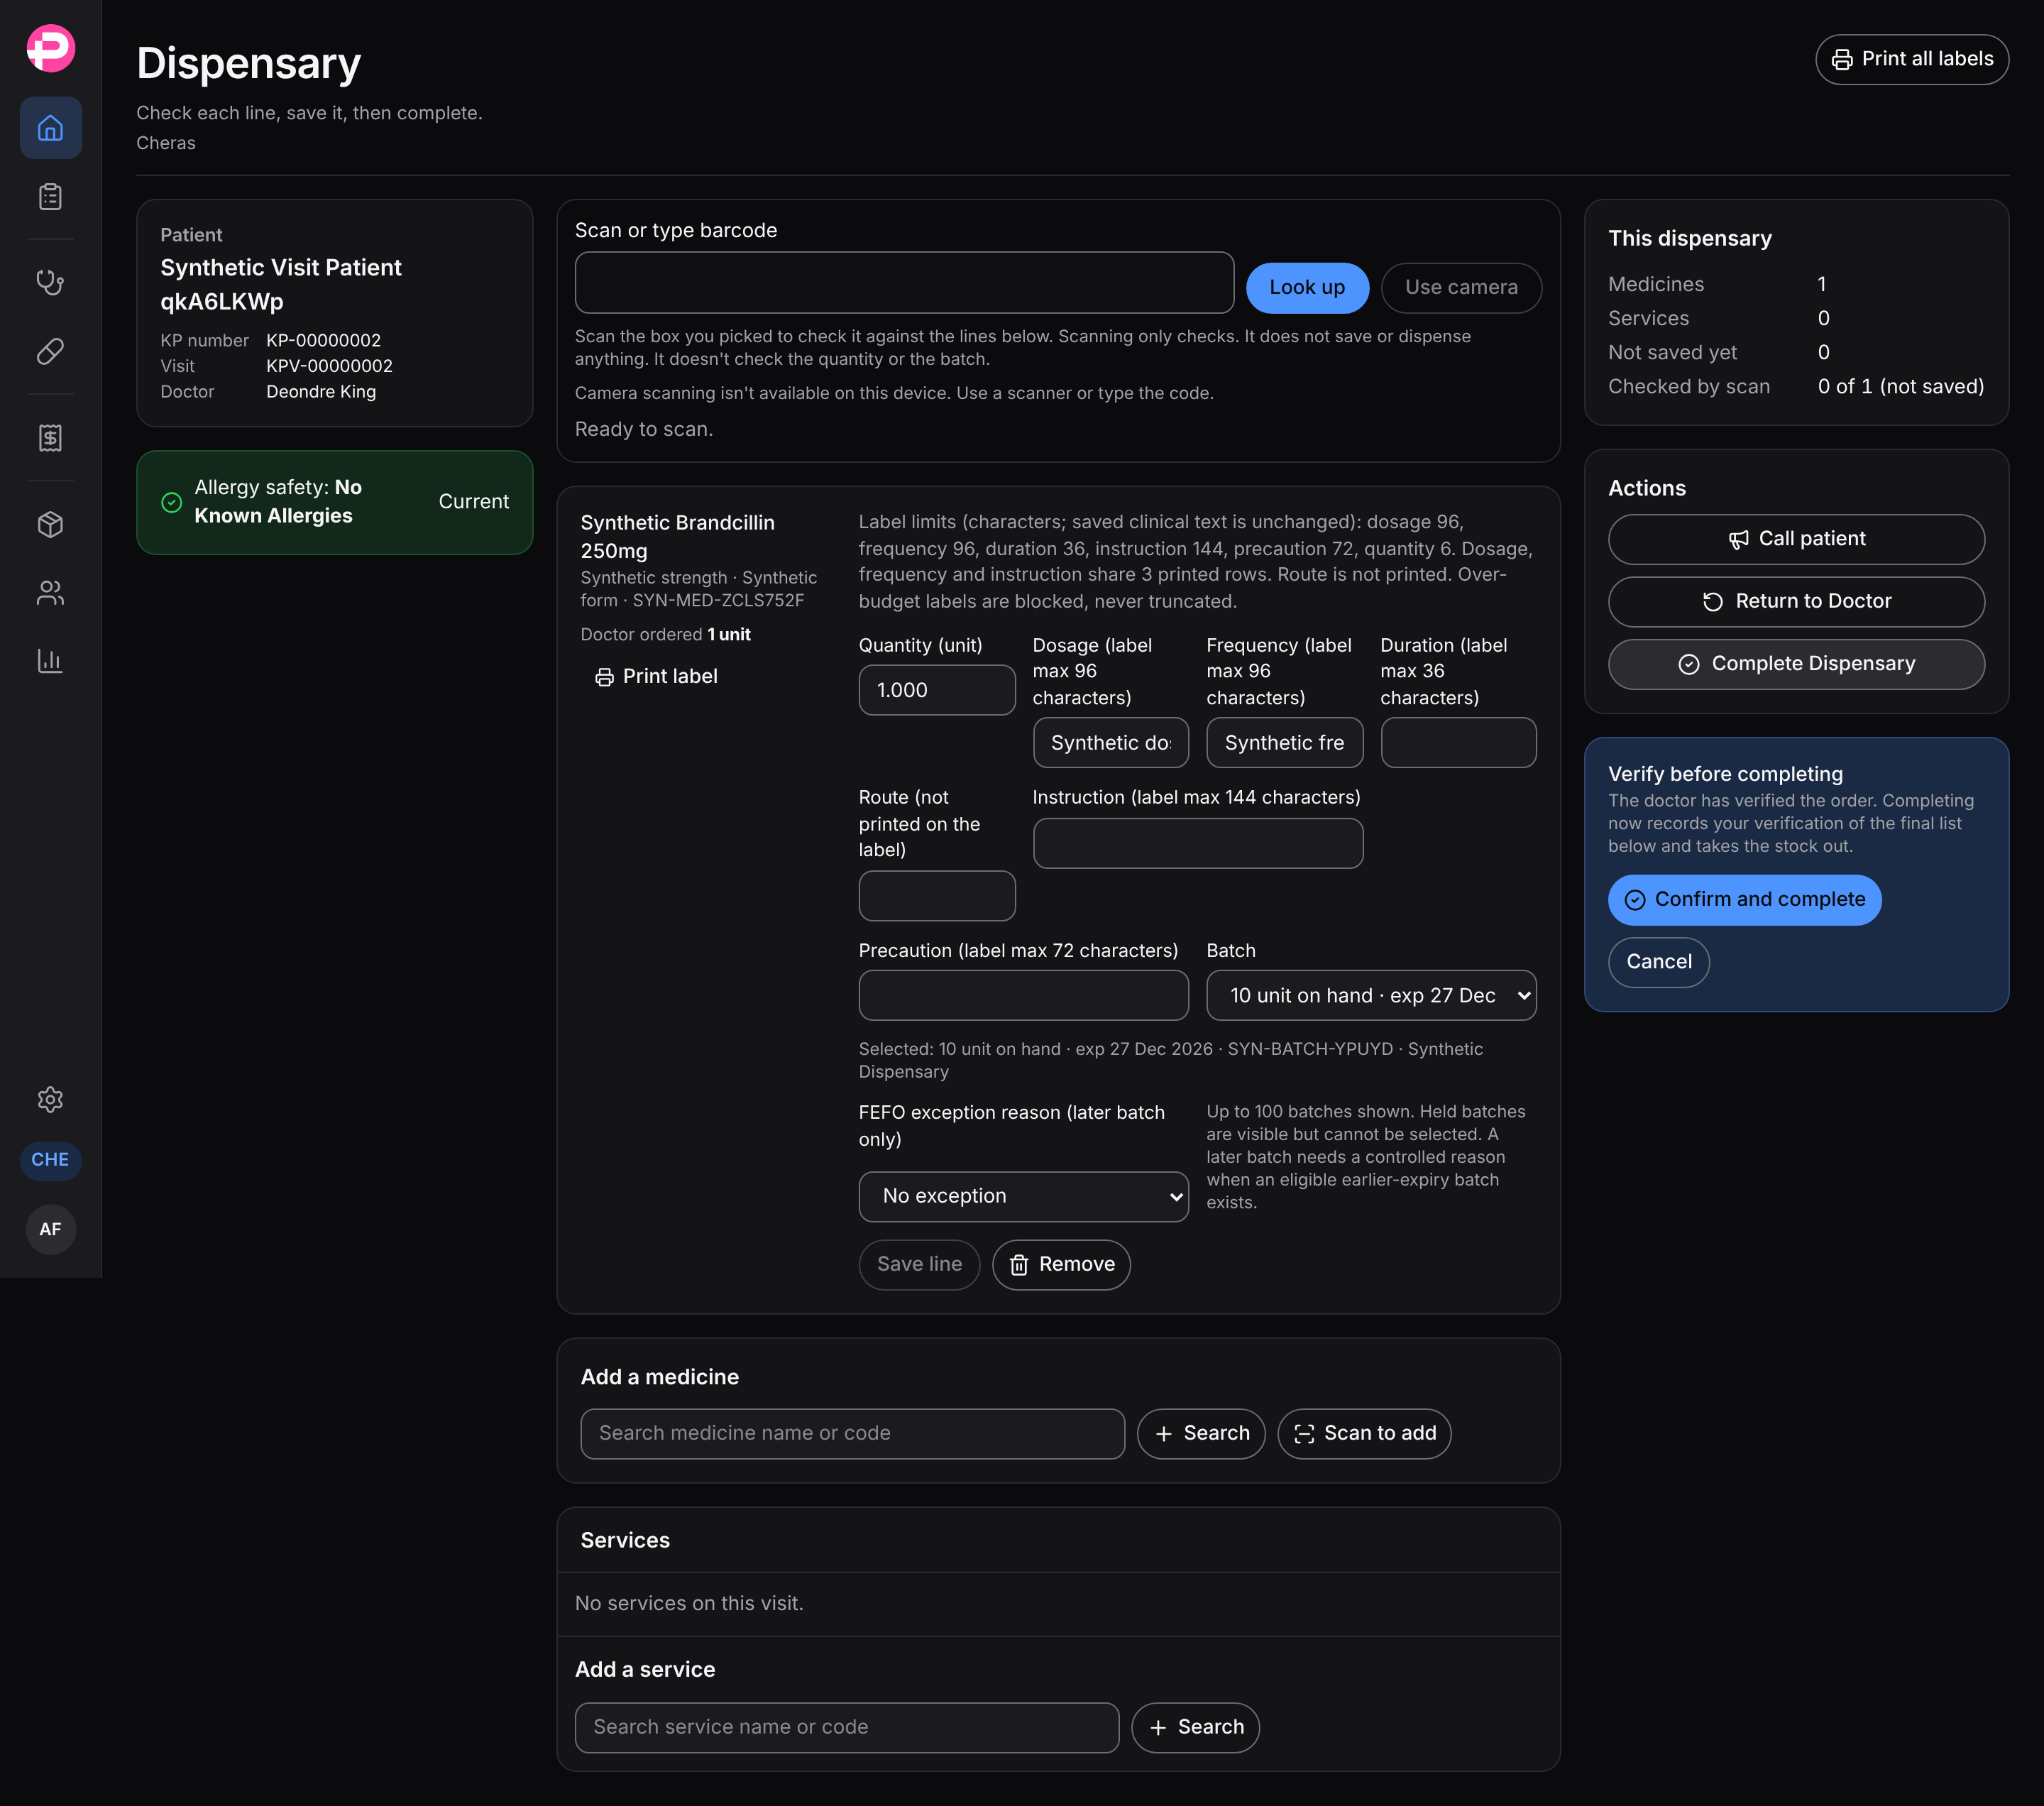 Dispensary
Check each line, save it, then complete.
Cheras
Print all labels
Patient
Synthetic Visit Patient
qkA6LKWp
KP number KP-00000002
Visit KPV-00000002
Doctor Deondre King
Allergy safety: No
Known Allergies
Current
Scan or type barcode
Look up
Use camera
Scan the box you picked to check it against the lines below. Scanning only checks. It does not save or dispense
anything. It doesn't check the quantity or the batch.
Camera scanning isn't available on this device. Use a scanner or type the code.
Ready to scan.
Synthetic Brandcillin
250mg
Synthetic strength · Synthetic
form · SYN-MED-ZCLS752F
Doctor ordered 1 unit
Print label
Label limits (characters; saved clinical text is unchanged): dosage 96,
frequency 96, duration 36, instruction 144, precaution 72, quantity 6. Dosage,
frequency and instruction share 3 printed rows. Route is not printed. Over-
budget labels are blocked, never truncated.
Quantity (unit)
1.000
Dosage (label
max 96
characters)
Synthetic do
Frequency (label
max 96
characters)
Synthetic fre
Duration (label
max 36
characters)
Route (not
printed on the
label)
Instruction (label max 144 characters)
Precaution (label max 72 characters)
Batch
10 unit on hand · exp 27 Dec
Selected: 10 unit on hand · exp 27 Dec 2026 · SYN-BATCH-YPUYD · Synthetic
Dispensary
FEFO exception reason (later batch
only)
No exception
Up to 100 batches shown. Held batches
are visible but cannot be selected. A
later batch needs a controlled reason
when an eligible earlier-expiry batch
exists.
Save line
Remove
Add a medicine
Search medicine name or code
Search
Scan to add
Services
No services on this visit.
Add a service
Search service name or code
Search
This dispensary
Medicines 1
Services 0
Not saved yet 0
Checked by scan 0 of 1 (not saved)
Actions
Call patient
Return to Doctor
Complete Dispensary
Verify before completing
The doctor has verified the order. Completing
now records your verification of the final list
below and takes the stock out.
Confirm and complete
Cancel
CHE
AF